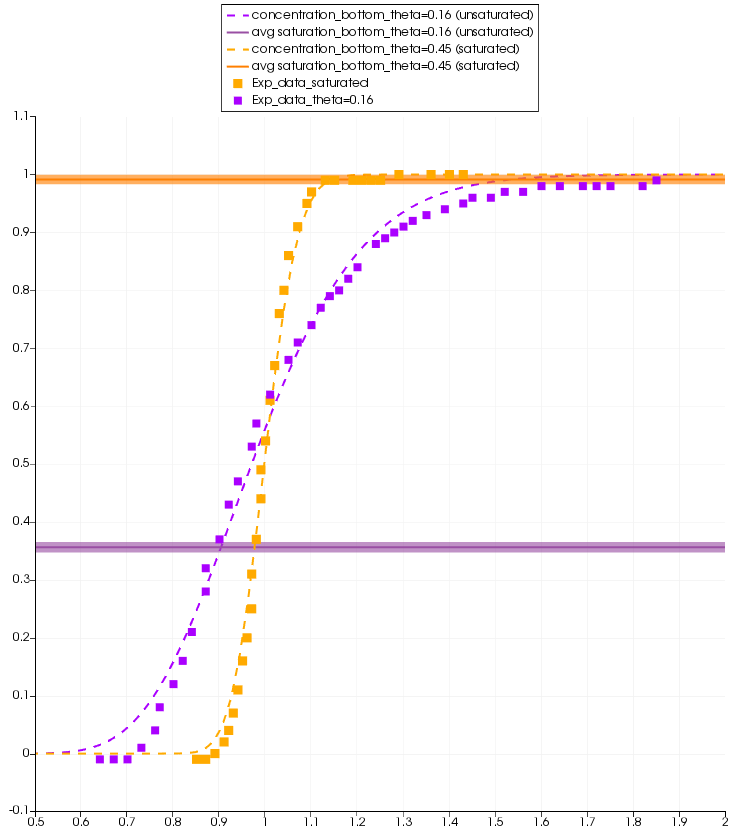 concentration_bottom_theta=0.16 (unsaturated)
avg saturation_bottom_theta=0.16 (unsaturated)
concentration_bottom_theta=0.45 (saturated)
avg saturation_bottom_theta=0.45 (saturated)
Exp_data_saturated
Exp_data_theta=0.16
1.1
1
0.9
0.8
0.7
0.6
0.5
0.4
0.3
0.2
0.1
0
-0.1
0.5 0.6 0.7 0.8 0.9 1 1.1 1.2 1.3 1.4 1.5 1.6 1.7 1.8 1.9 2